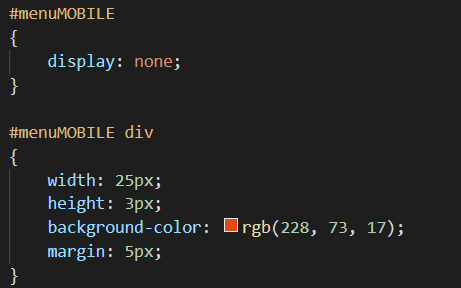 #menuMOBILE
{
display: none;
}
#menuMOBILE div
{
width: 25px;
height: 3px;
background-color: rgb(228, 73, 17);
margin: 5px;
}